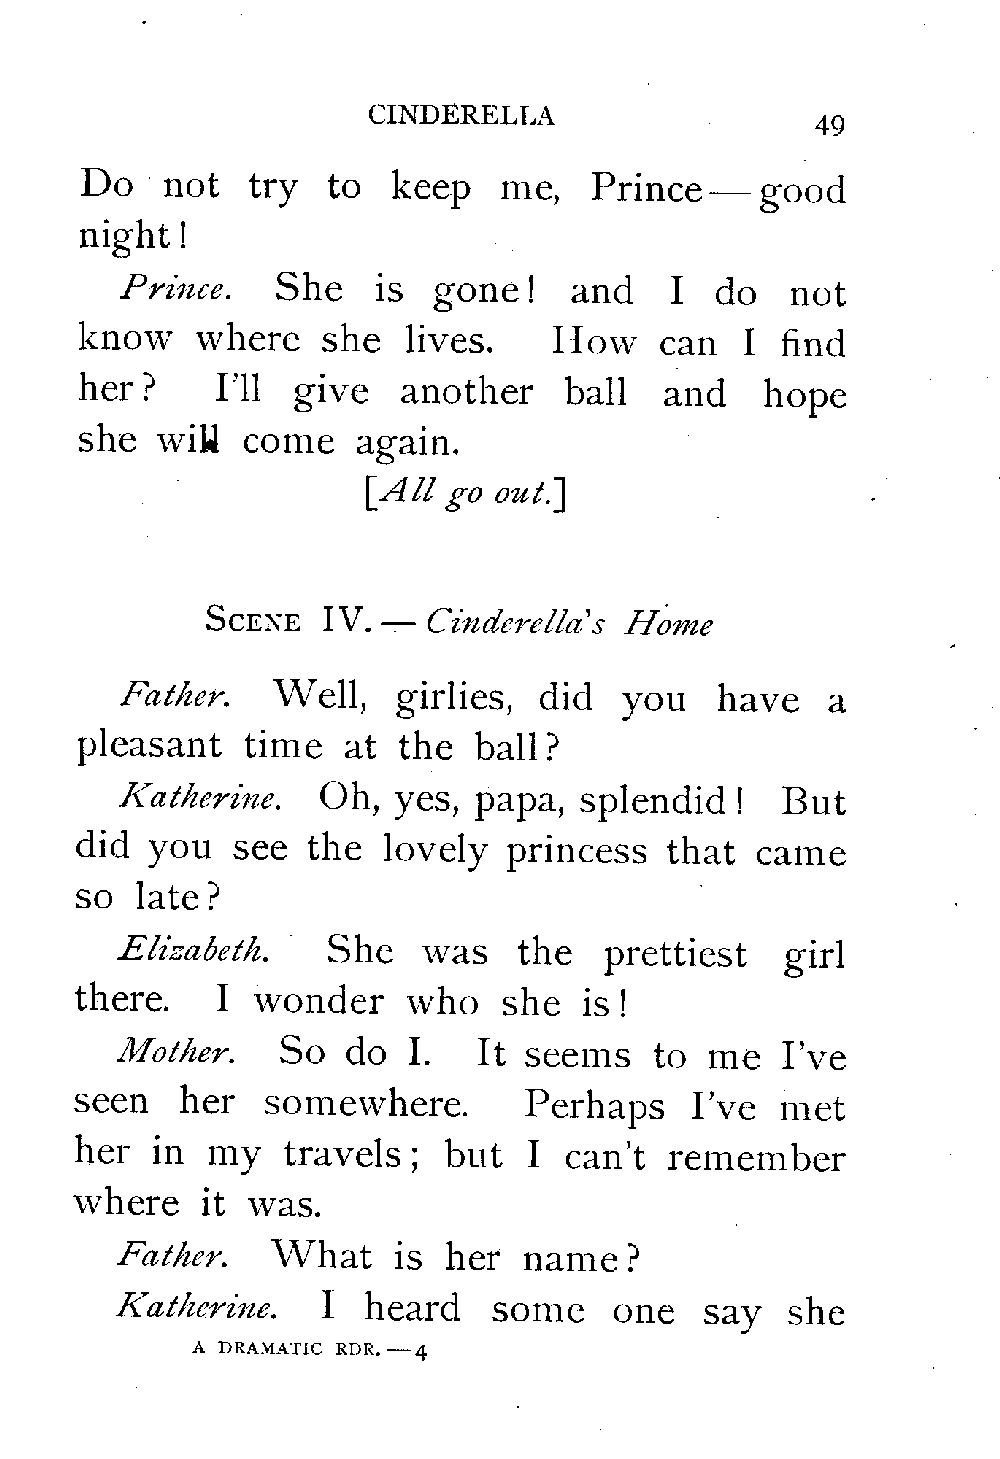 CINDERELLA 49
Do not try to keep me, Prince — good
night!
Prince. She is gone! and I do not
know where she lives. How can I find
her? I'll give another ball and hope
she will come again.
[All go out.]
SCENE IV. — Cinderella's Home
Father. Well, girlies, did you have a
pleasant time at the ball?
Katherine. Oh, yes, papa, splendid! But
did you see the lovely princess that came
so late?
Elizabeth. She was the prettiest girl
there. I wonder who she is!
Mother. So do I. It seems to me I've
seen her somewhere. Perhaps I've met
her in my travels; but I can't remember
where it was.
Father. What is her name?
Katherine. I heard some one say she
A DRAMATIC RDR. — 4